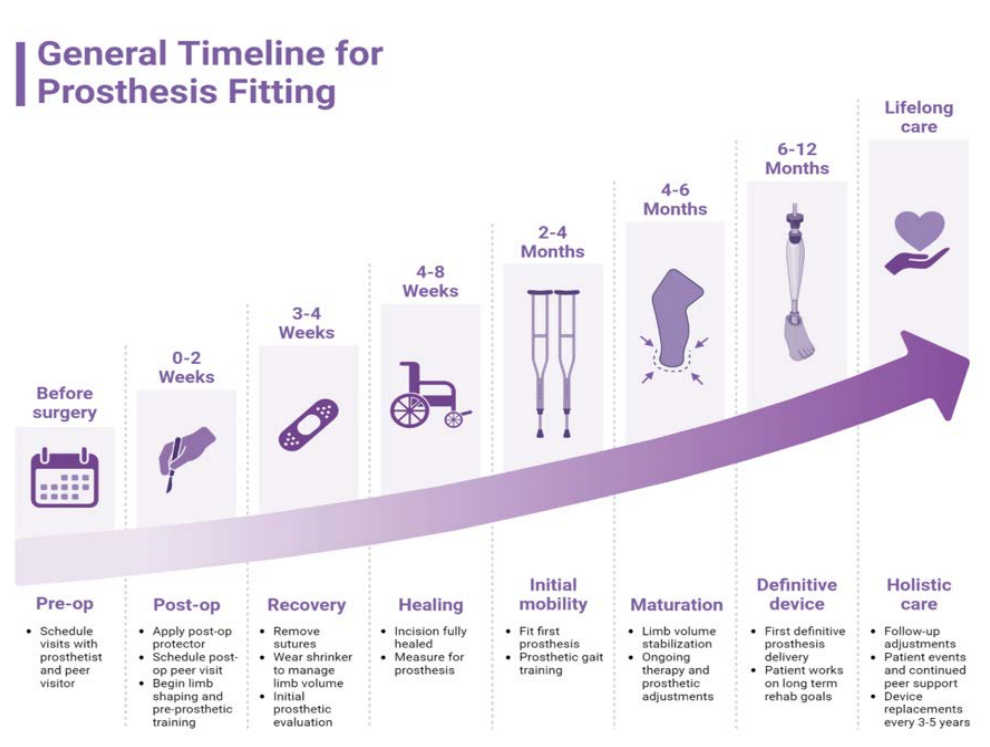 General Timeline for
Prosthesis Fitting
Before
surgery
0-2
Weeks
3-4
Weeks
4-8
Weeks
2-4
Months
4-6
Months
6-12
Months
Lifelong
care
Pre-op
• Schedule
visits with
prosthetist
and peer
visitor
Post-op
• Apply post-op
protector
• Schedule post-
op peer visit
• Begin limb
shaping and
pre-prosthetic
training
Recovery
• Remove
sutures
• Wear shrinker
to manage
limb volume
• Initial
prosthetic
evaluation
Healing
• Incision fully
healed
• Measure for
prosthesis
Initial
mobility
• Fit first
prosthesis
• Prosthetic gait
training
Maturation
• Limb volume
stabilization
• Ongoing
therapy and
prosthetic
adjustments
Definitive
device
• First definitive
prosthesis
delivery
• Patient works
on long term
rehab goals
Holistic
care
• Follow-up
adjustments
• Patient events
and continued
peer support
• Device
replacements
every 3-5 years